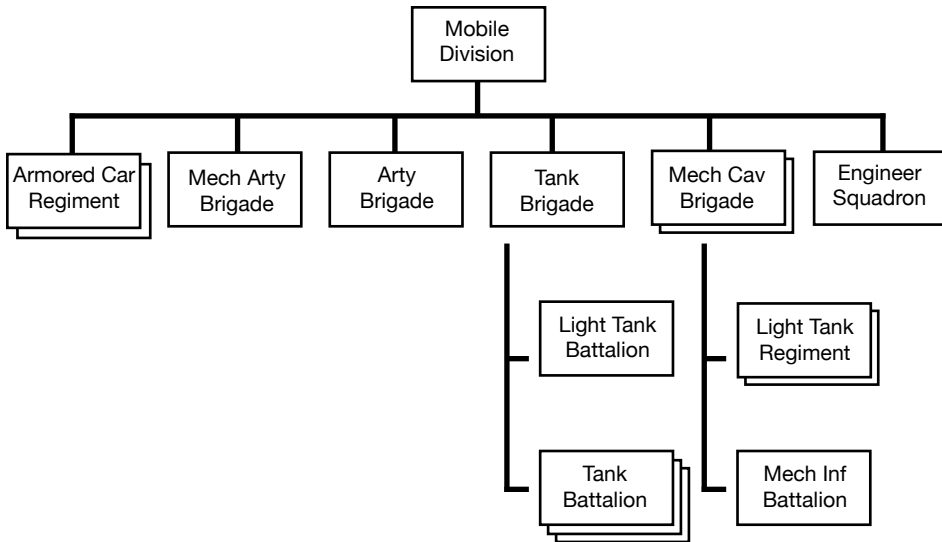 Mobile
Division
Armored Car
Regiment
Mech Arty
Brigade
Arty
Brigade
Tank
Brigade
Mech Cav
Brigade
Engineer
Squadron
Light Tank
Battalion
Light Tank
Regiment
Tank
Battalion
Mech Inf
Battalion